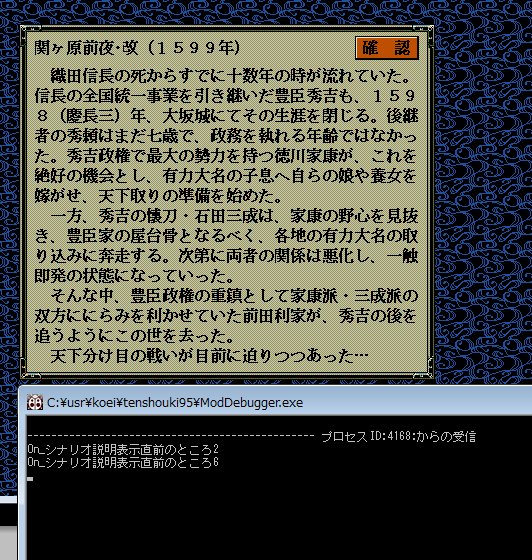 関ヶ原前夜・改（１５９９年）
確　認
　織田信長の死からすでに十数年の時が流れていた。
信長の全国統一事業を引き継いだ豊臣秀吉も、１５９
８（慶長三）年、大坂城にてその生涯を閉じる。後継
者の秀頼はまだ七歳で、政務を執れる年齢ではなかっ
た。秀吉政権で最大の勢力を持つ徳川家康が、これを
絶好の機会とし、有力大名の子息へ自らの娘や養女を
嫁がせ、天下取りの準備を始めた。
　一方、秀吉の懐刀・石田三成は、家康の野心を見抜
き、豊臣家の屋台骨となるべく、各地の有力大名の取
り込みに奔走する。次第に両者の関係は悪化し、一触
即発の状態になっていった。
　そんな中、豊臣政権の重鎮として家康派・三成派の
双方ににらみを利かせていた前田利家が、秀吉の後を
追うようにこの世を去った。
　天下分け目の戦いが目前に迫りつつあった…
C:¥usr¥koei¥tenshouki95¥ModDebugger.exe
------------------------------------------------ プロセスID:4168:からの受信
On_シナリオ説明表示直前のところ2
On_シナリオ説明表示直前のところ6